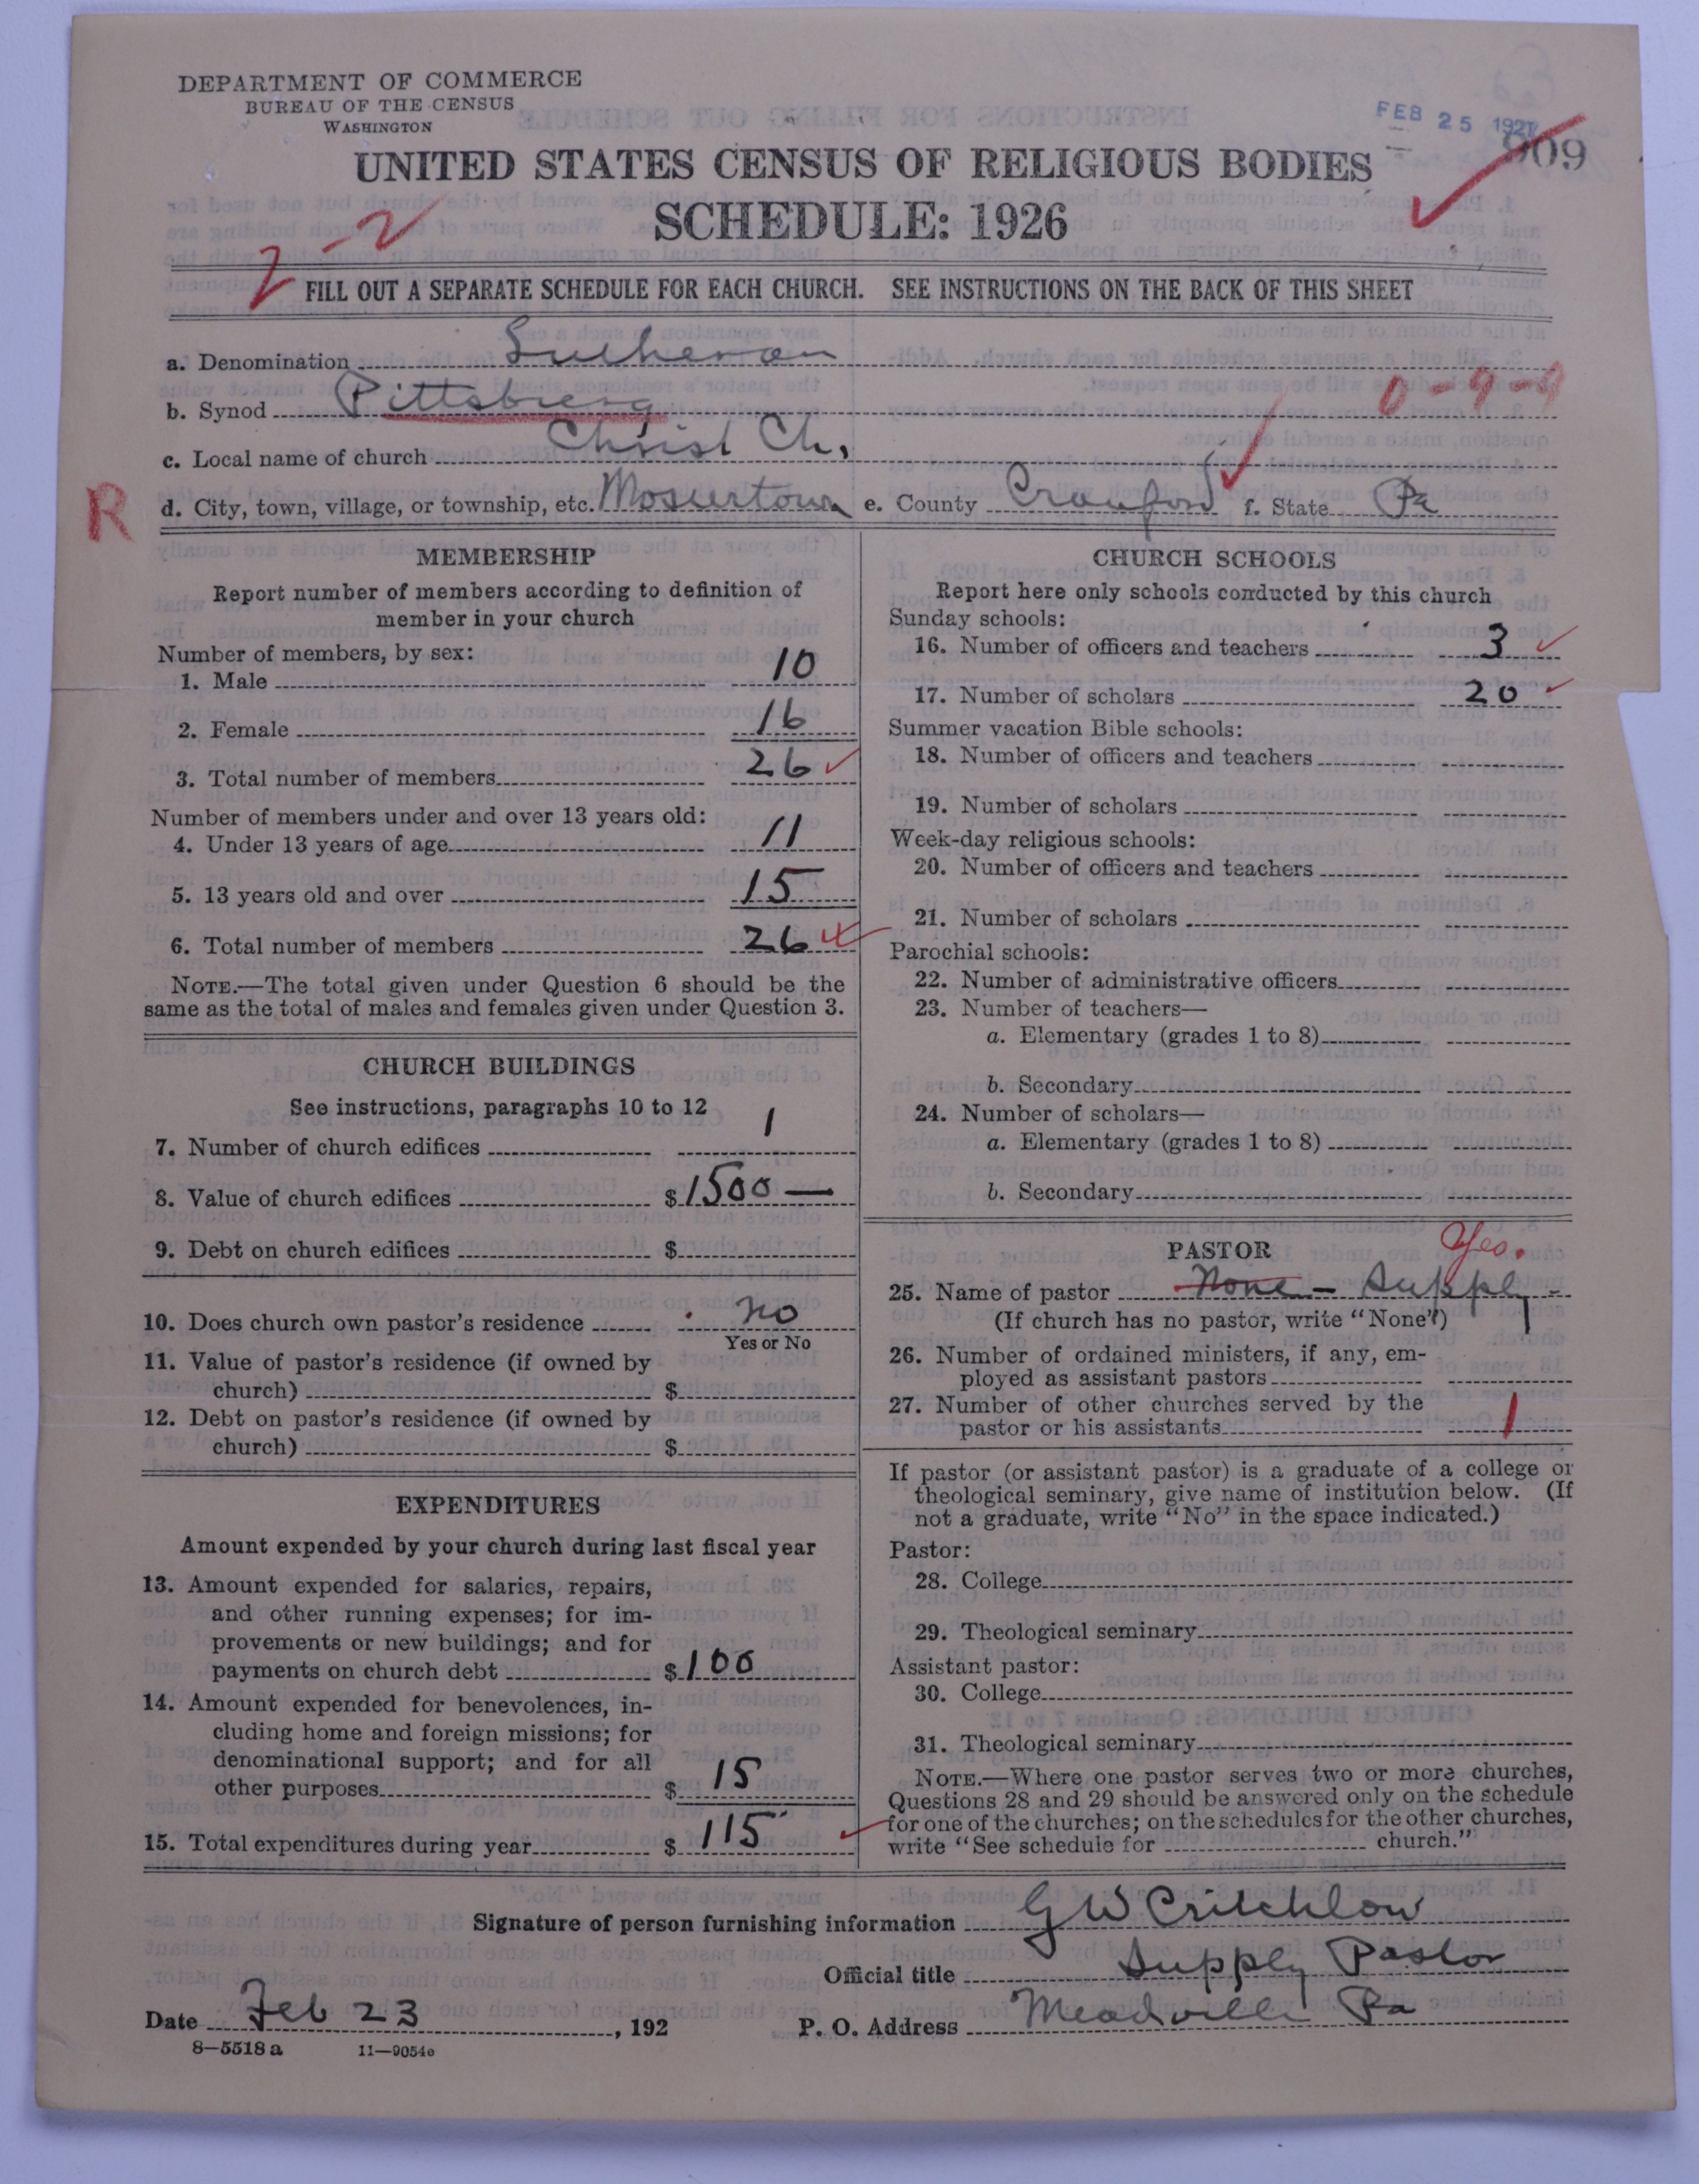 DEPARTMENT OF COMMERCE
BUREAU OF THE CENSUS
WASHINGTON
FEB 25 1927
909
UNITED STATES CENSUS OF RELIGIOUS BODIES
SCHEDULE: 1926
2-2
FILL OUT A SEPARATE SCHEDULE FOR EACH CHURCH. SEE INSTRUCTIONS ON THE BACK OF THIS SHEET
a. Denomination Lutheran
b. Synod Pittsburg 0-9-9
c. Local name of church Christ Ch.
R d. City, town, village, or township, etc. Mosiertown e. County Crawford f. State Pa
MEMBERSHIP
Report number of members according to definition of
member in your church
Number of members, by sex:
1. Male 10
2. Female 16
3. Total number of members 26
Number of members under and over 13 years old:
4. Under 13 years of age 11
5. 13 years old and over 15
6. Total number of members 26
NOTE.—The total given under Question 6 should be the
same as the total of males and females given under Question 3.
CHURCH BUILDINGS
See instructions, paragraphs 10 to 12
7. Number of church edifices 1
8. Value of church edifices $1500—
9. Debt on church edifices $
10. Does church own pastor's residence no
Yes or No
11. Value of pastor's residence (if owned by
church) $
12. Debt on pastor's residence (if owned by
church) $
EXPENDITURES
Amount expended by your church during last fiscal year
13. Amount expended for salaries, repairs,
and other running expenses; for im-
provements or new buildings; and for
payments on church debt $100
14. Amount expended for benevolences, in-
cluding home and foreign missions; for
denominational support; and for all
other purposes $ 15
15. Total expenditures during year $ 115
CHURCH SCHOOLS
Report here only schools conducted by this church
Sunday schools:
16. Number of officers and teachers 3
17. Number of scholars 20
Summer vacation Bible schools:
18. Number of officers and teachers
19. Number of scholars
Week-day religious schools:
20. Number of officers and teachers
21. Number of scholars
Parochial schools:
22. Number of administrative officers
23. Number of teachers—
a. Elementary (grades 1 to 8)
b. Secondary
24. Number of scholars—
a. Elementary (grades 1 to 8)
b. Secondary
PASTOR Yes.
25. Name of pastor None — Supply -
(If church has no pastor, write "None")
26. Number of ordained ministers, if any, em-
ployed as assistant pastors
27. Number of other churches served by the
pastor or his assistants 1
If pastor (or assistant pastor) is a graduate of a college or
theological seminary, give name of institution below. (If
not a graduate, write "No" in the space indicated.)
Pastor:
28. College
29. Theological seminary
Assistant pastor:
30. College
31. Theological seminary
NOTE.—Where one pastor serves two or more churches,
Questions 28 and 29 should be answered only on the schedule
for one of the churches; on the schedules for the other churches,
write "See schedule for church."
Signature of person furnishing information G W Critchlow
Official title Supply Pastor
Date Feb 23, 192 P. O. Address Meadville Pa
8—5518 a 11—9054e